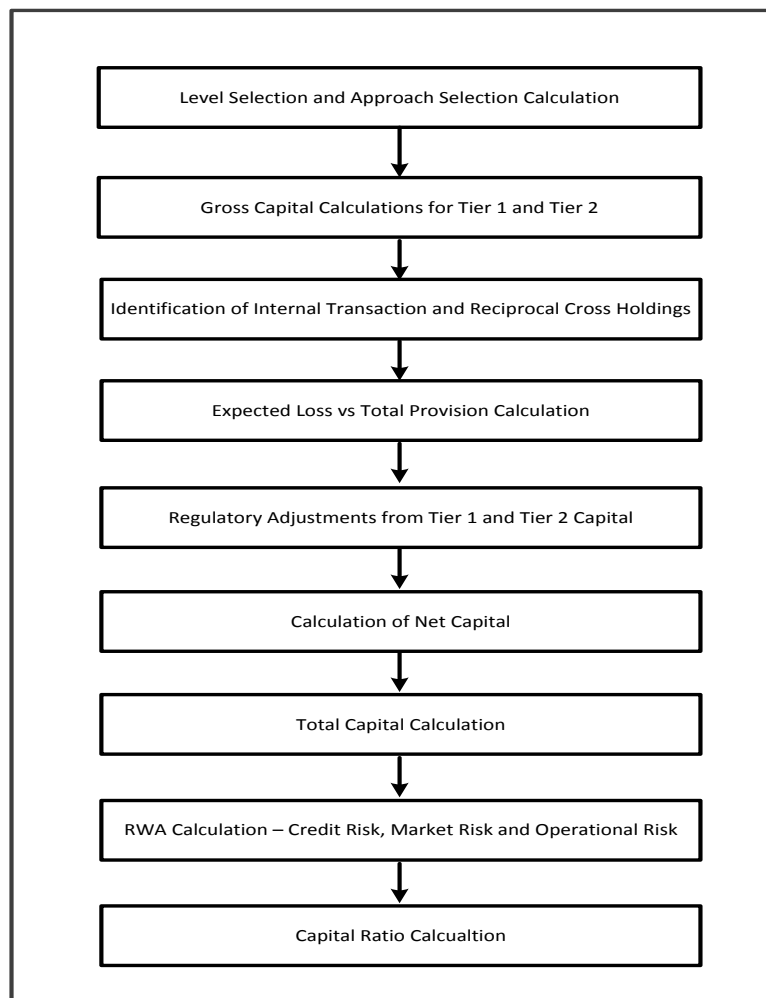 Level Selection and Approach Selection Calculation
Gross Capital Calculations for Tier 1 and Tier 2
Identification of Internal Transaction and Reciprocal Cross Holdings
Expected Loss vs Total Provision Calculation
Regulatory Adjustments from Tier 1 and Tier 2 Capital
Calculation of Net Capital
Total Capital Calculation
RWA Calculation – Credit Risk, Market Risk and Operational Risk
Capital Ratio Calcualtion